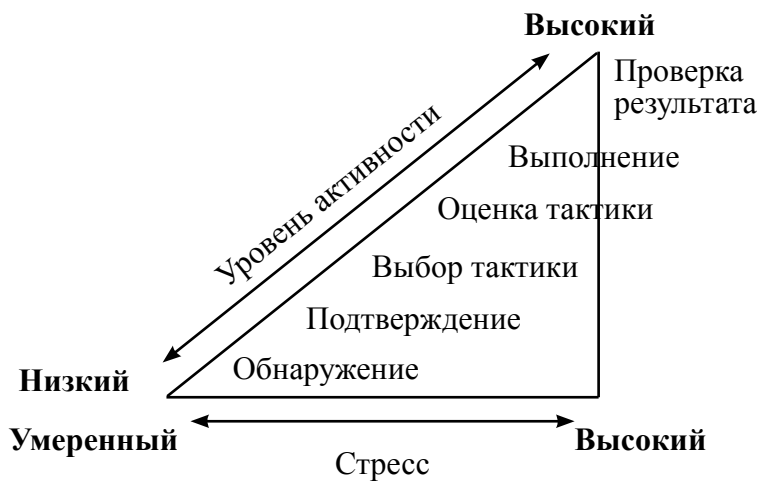 Высокий
Проверка
результата
Выполнение
Оценка тактики
Выбор тактики
Подтверждение
Обнаружение
Уровень активности
Низкий
Умеренный
Высокий
Стресс